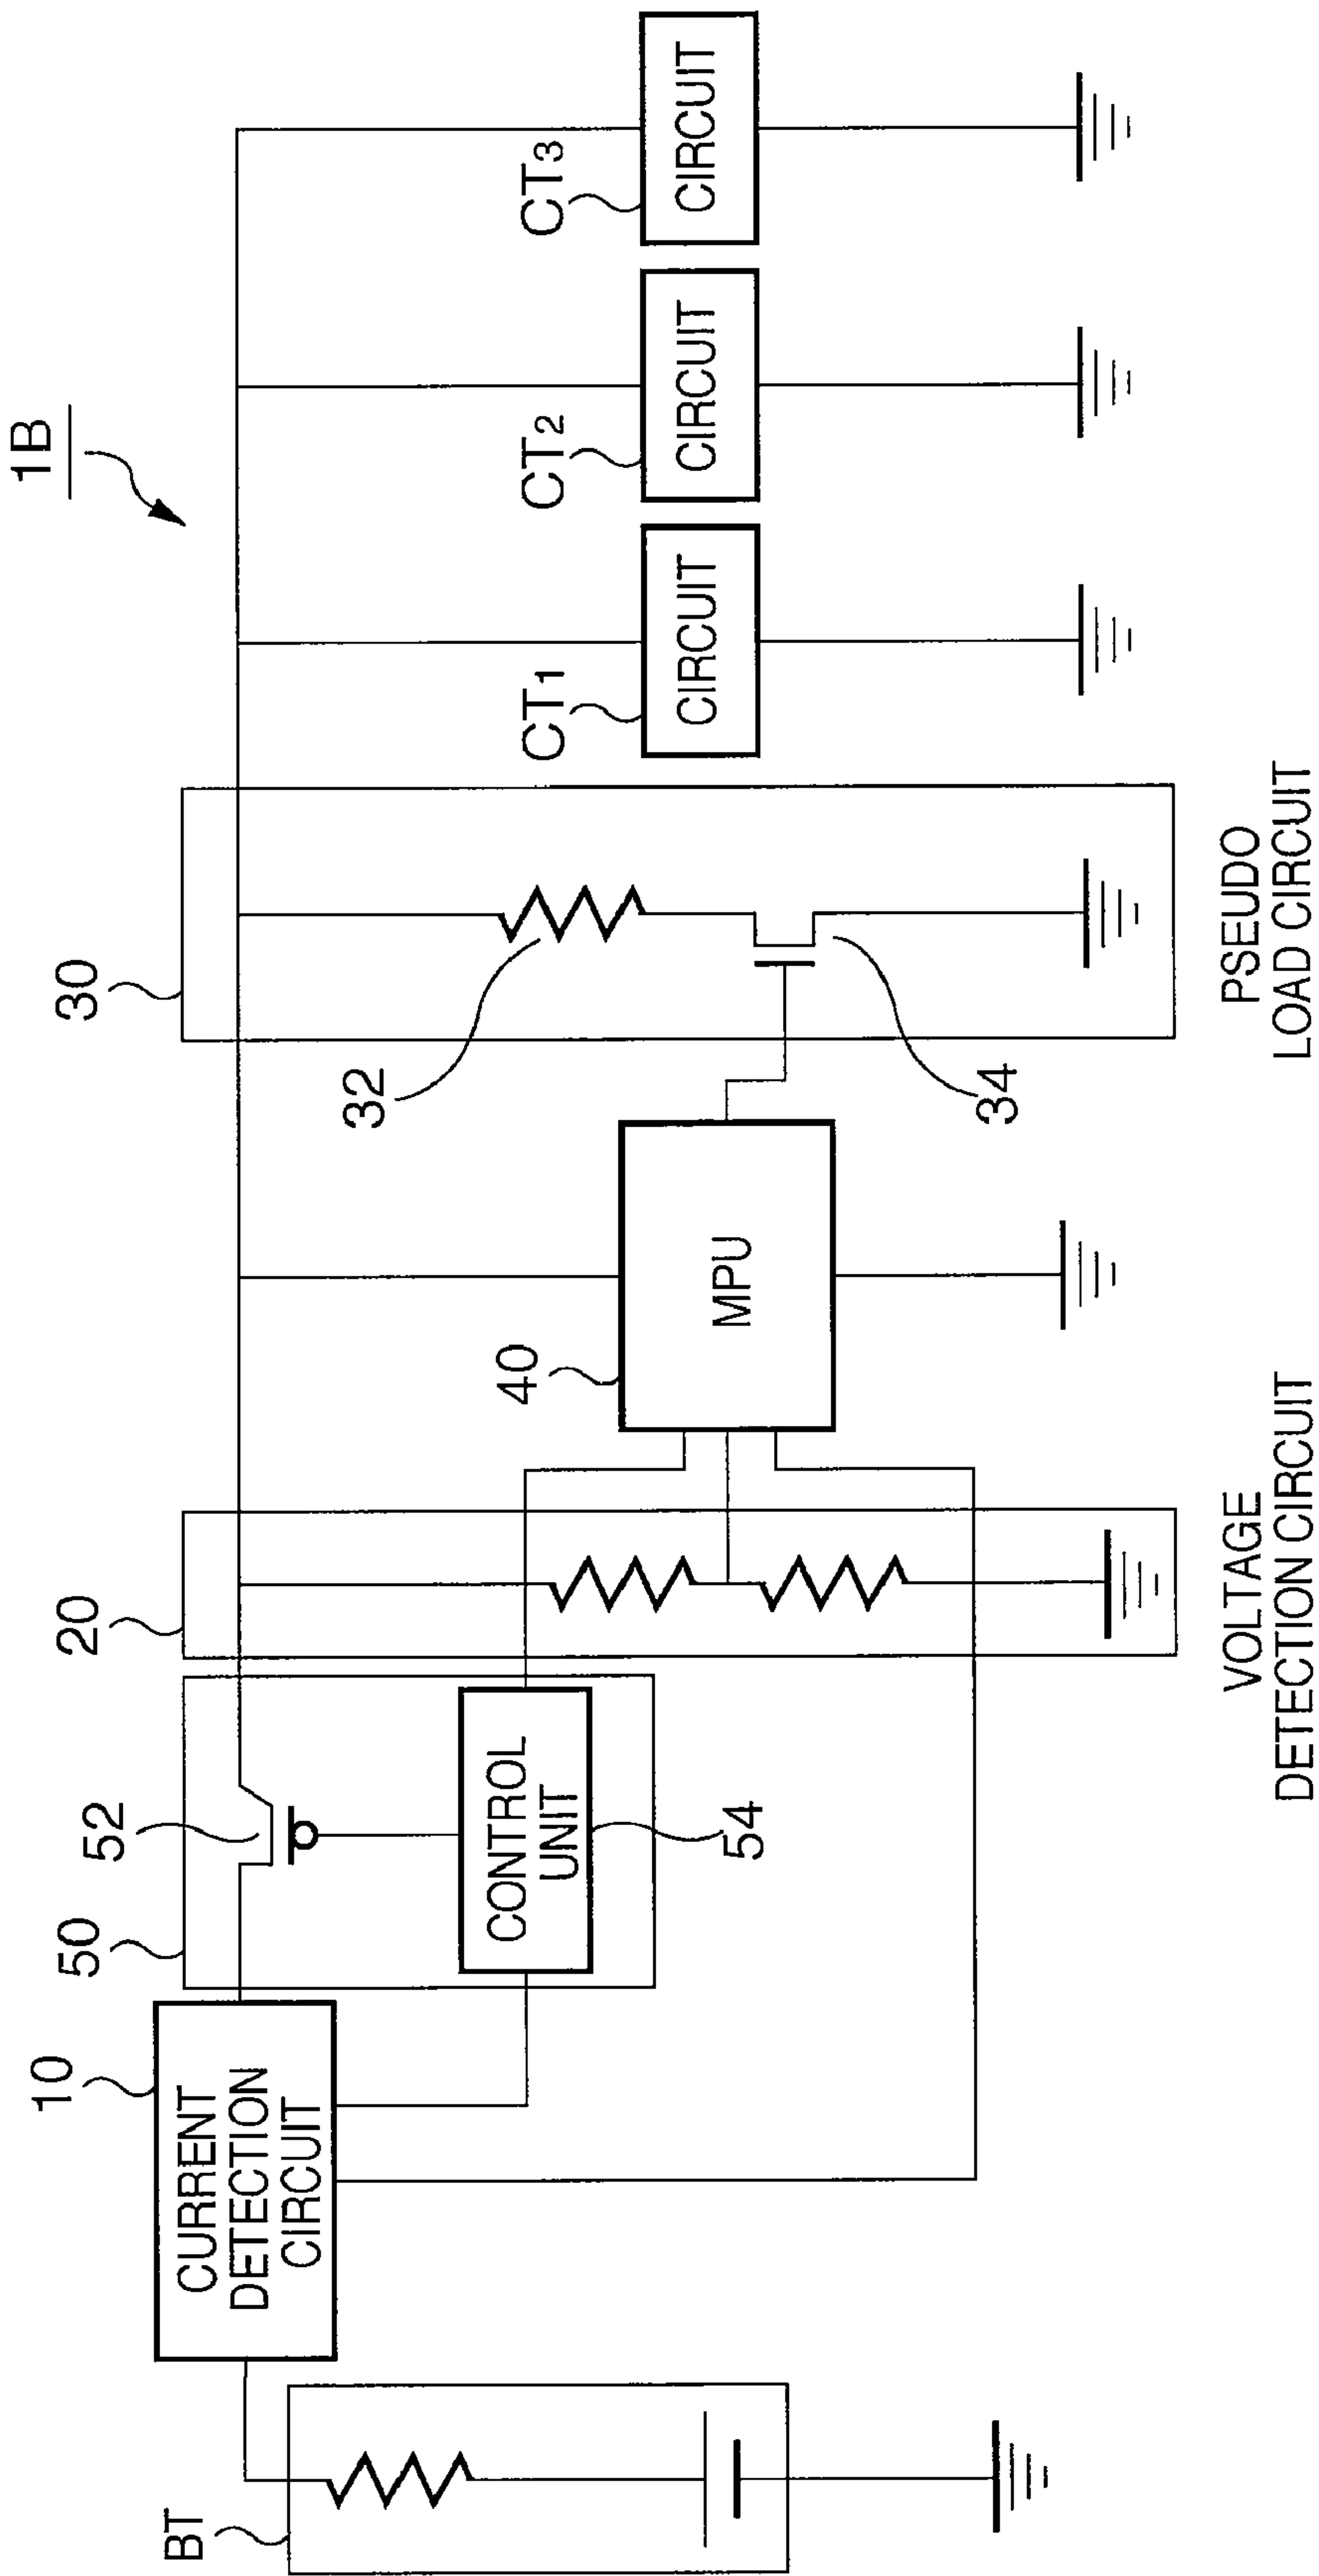 1B
10
CURRENT
DETECTION
CIRCUIT
50
52
CONTROL
UNIT
54
20
VOLTAGE
DETECTION CIRCUIT
40
MPU
30
32
34
PSEUDO
LOAD CIRCUIT
CT1
CIRCUIT
CT2
CIRCUIT
CT3
CIRCUIT
BT